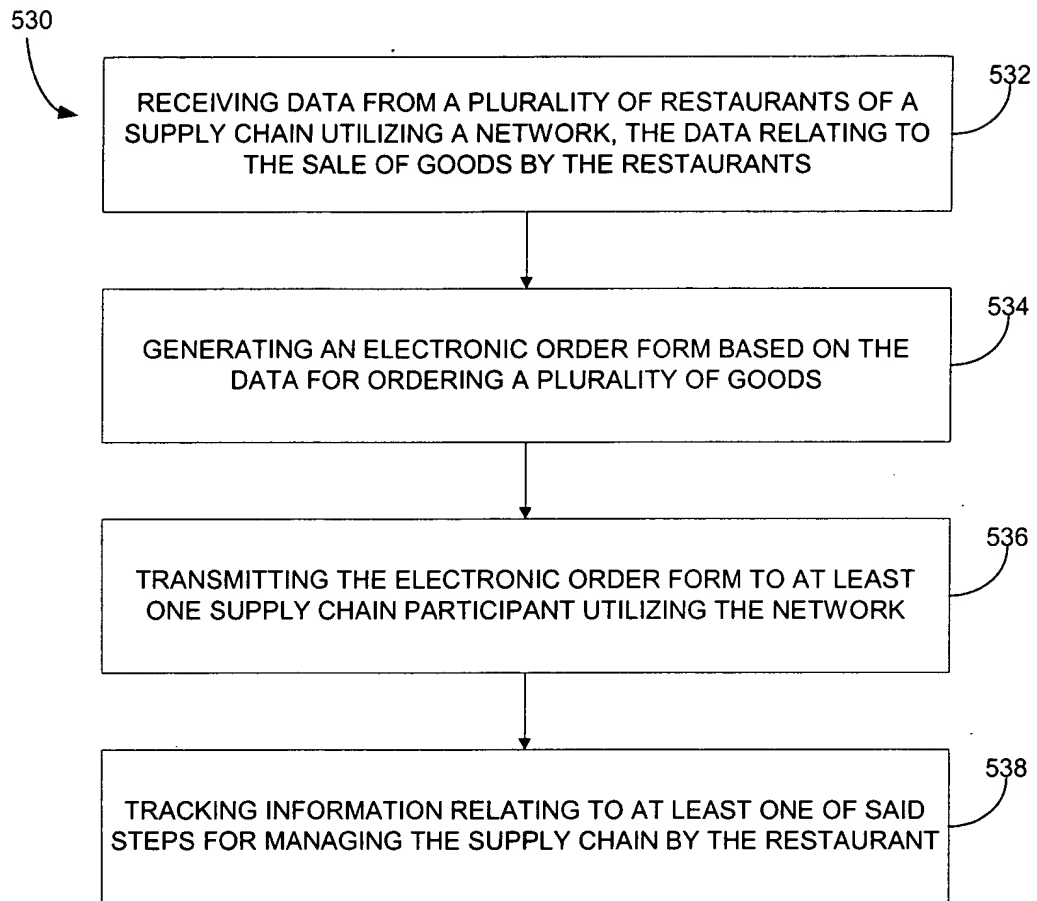 530
532
RECEIVING DATA FROM A PLURALITY OF RESTAURANTS OF A
SUPPLY CHAIN UTILIZING A NETWORK, THE DATA RELATING TO
THE SALE OF GOODS BY THE RESTAURANTS
534
GENERATING AN ELECTRONIC ORDER FORM BASED ON THE
DATA FOR ORDERING A PLURALITY OF GOODS
536
TRANSMITTING THE ELECTRONIC ORDER FORM TO AT LEAST
ONE SUPPLY CHAIN PARTICIPANT UTILIZING THE NETWORK
538
TRACKING INFORMATION RELATING TO AT LEAST ONE OF SAID
STEPS FOR MANAGING THE SUPPLY CHAIN BY THE RESTAURANT